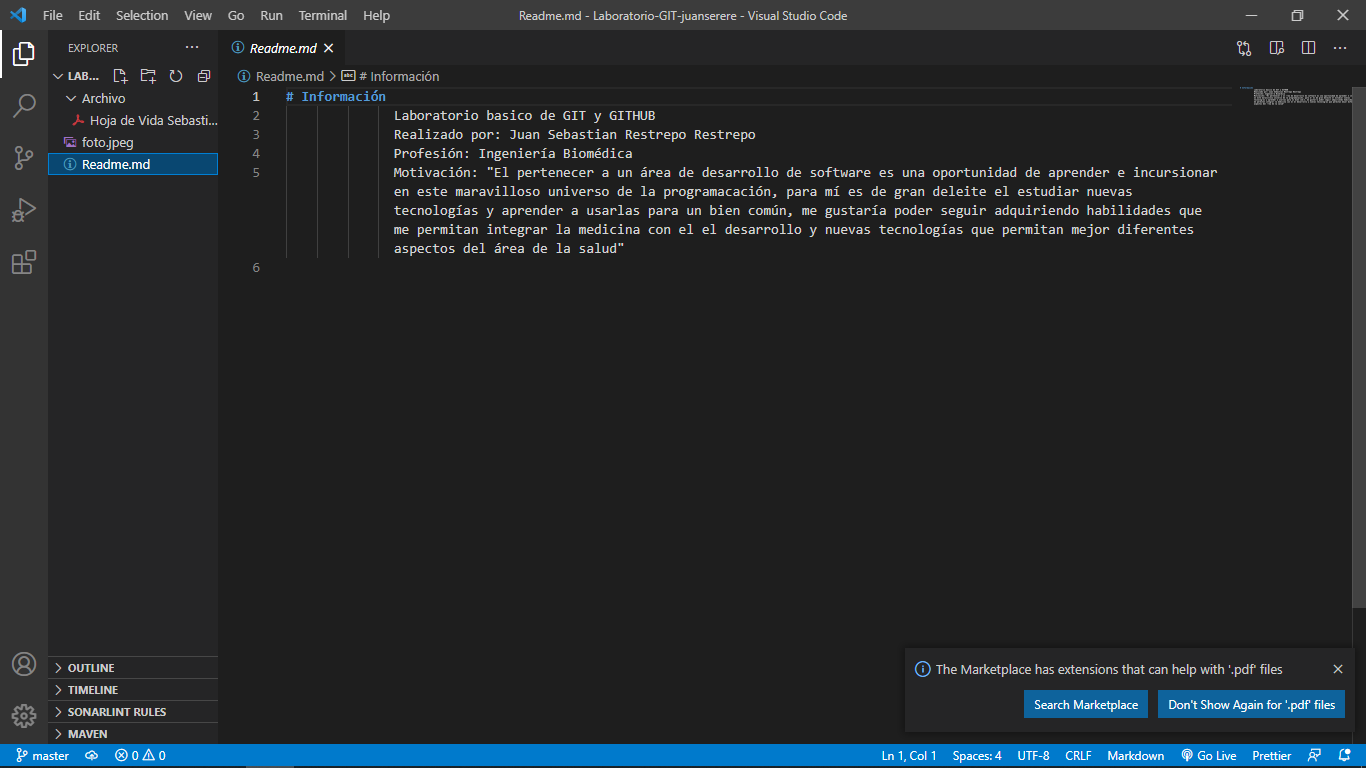 File Edit Selection View Go Run Terminal Help Readme.md - Laboratorio-GIT-juanserere - Visual Studio Code
EXPLORER
LAB...
Archivo
Hoja de Vida Sebasti...
foto.jpeg
Readme.md
OUTLINE
TIMELINE
SONARLINT RULES
MAVEN
Readme.md
Readme.md > # Información
1 # Información
2 Laboratorio basico de GIT y GITHUB
3 Realizado por: Juan Sebastian Restrepo Restrepo
4 Profesión: Ingeniería Biomédica
5 Motivación: "El pertenecer a un área de desarrollo de software es una oportunidad de aprender e incursionar
en este maravilloso universo de la programacación, para mí es de gran deleite el estudiar nuevas
tecnologías y aprender a usarlas para un bien común, me gustaría poder seguir adquiriendo habilidades que
me permitan integrar la medicina con el el desarrollo y nuevas tecnologías que permitan mejor diferentes
aspectos del área de la salud"
6
The Marketplace has extensions that can help with '.pdf' files
Search Marketplace Don't Show Again for '.pdf' files
master 0 0 Ln 1, Col 1 Spaces: 4 UTF-8 CRLF Markdown Go Live Prettier